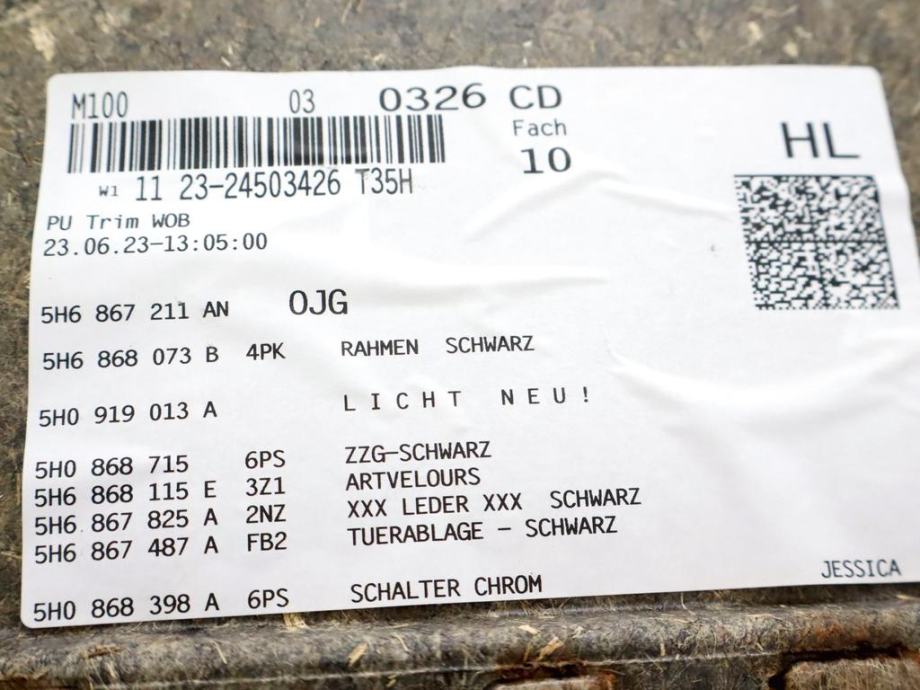 M100 03 0326 CD
Fach
10
HL
W1 11 23-24503426 T35H
PU Trim WOB
23.06.23-13:05:00
5H6 867 211 AN OJG
5H6 868 073 B 4PK RAHMEN SCHWARZ
5H0 919 013 A LICHT NEU!
5H0 868 715 6PS ZZG-SCHWARZ
5H6 868 115 E 3Z1 ARTVELOURS
5H6 867 825 A 2NZ XXX LEDER XXX SCHWARZ
5H6 867 487 A FB2 TUERABLAGE - SCHWARZ
5H0 868 398 A 6PS SCHALTER CHROM
JESSICA